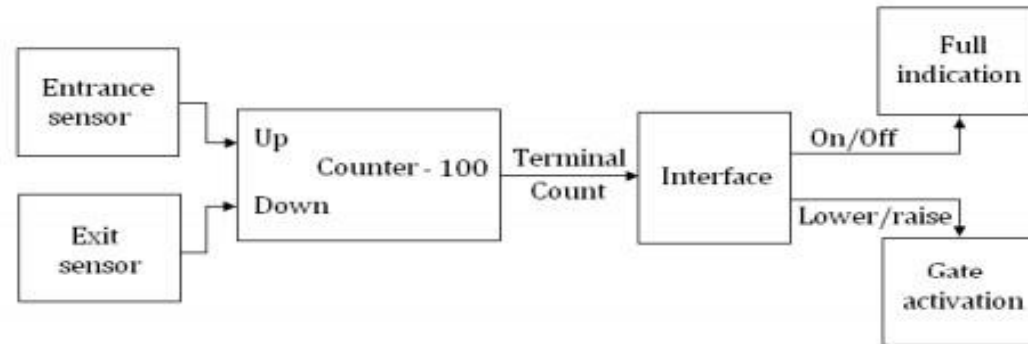 Entrance
sensor
Exit
sensor
Up
Counter - 100
Down
Terminal
Count
Interface
On/Off
Lower/raise
Full
indication
Gate
activation